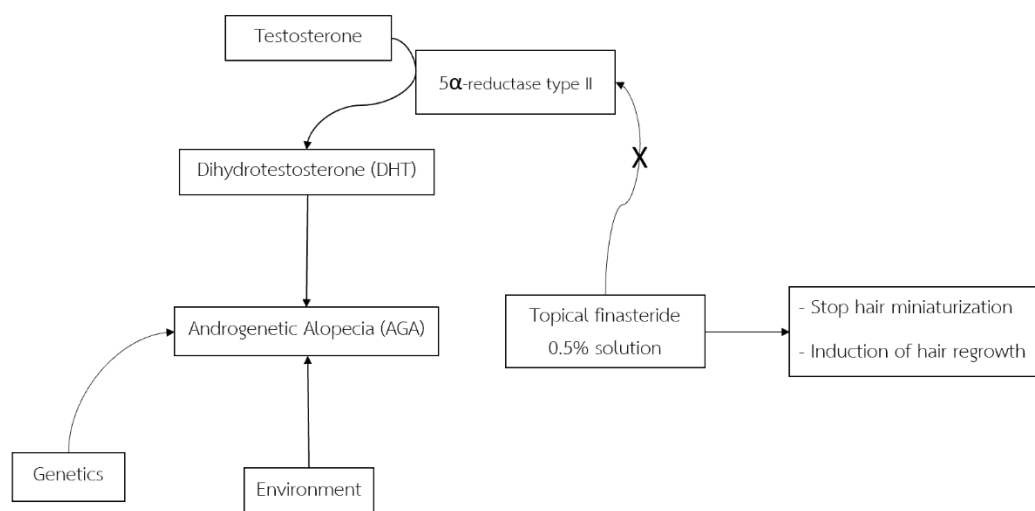 Testosterone
5α-reductase type II
X
Dihydrotestosterone (DHT)
Androgenetic Alopecia (AGA)
Topical finasteride
0.5% solution
- Stop hair miniaturization
- Induction of hair regrowth
Genetics
Environment